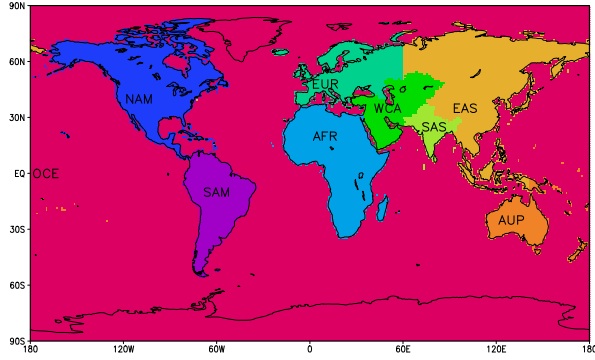 90N
60N
EUR
NAM
WCA
EAS
30N
SAS
AFR
EQ
OCE
SAM
AUP
30S
60S
90S
180
120W
60W
0
60E
120E
180